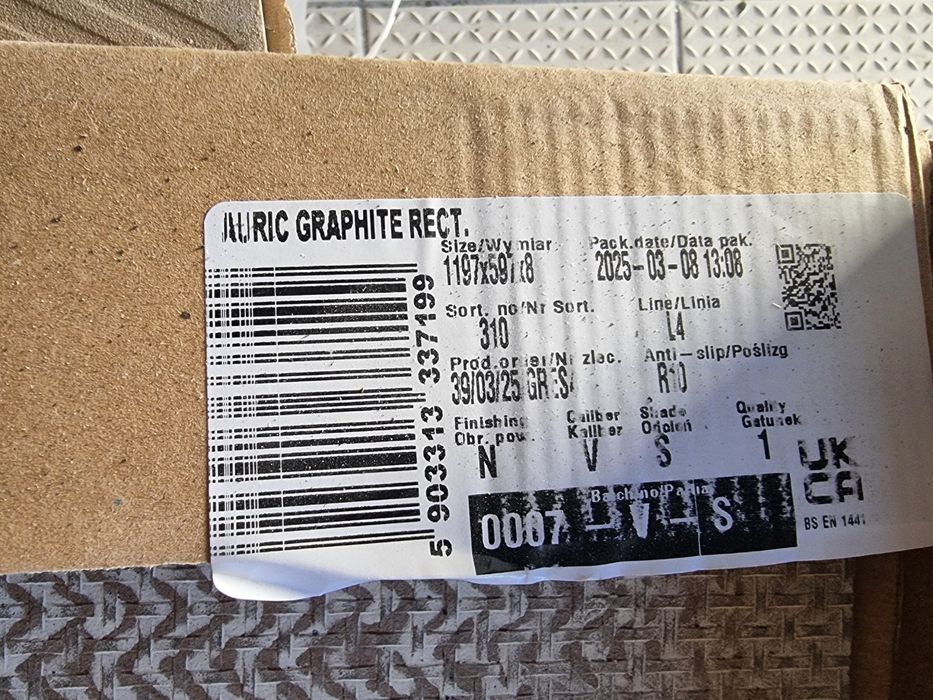 AURIC GRAPHITE RECT.
Size/Wymiar Pack.date/Data pak.
1197x597x8 2025-03-08 13:08
Sort. no/Nr Sort. Line/Linia
310 L4
Prod.order/Nr zlec. Anti-slip/Poślizg
39/03/25 GRES R10
Finishing Caliber Shade Quality
Obr. pow. Kaliber Odcień Gatunek
N V S 1
UK
CA
Batch no/Partia
0007 - V - S
BS EN 1441
5 903313 337199